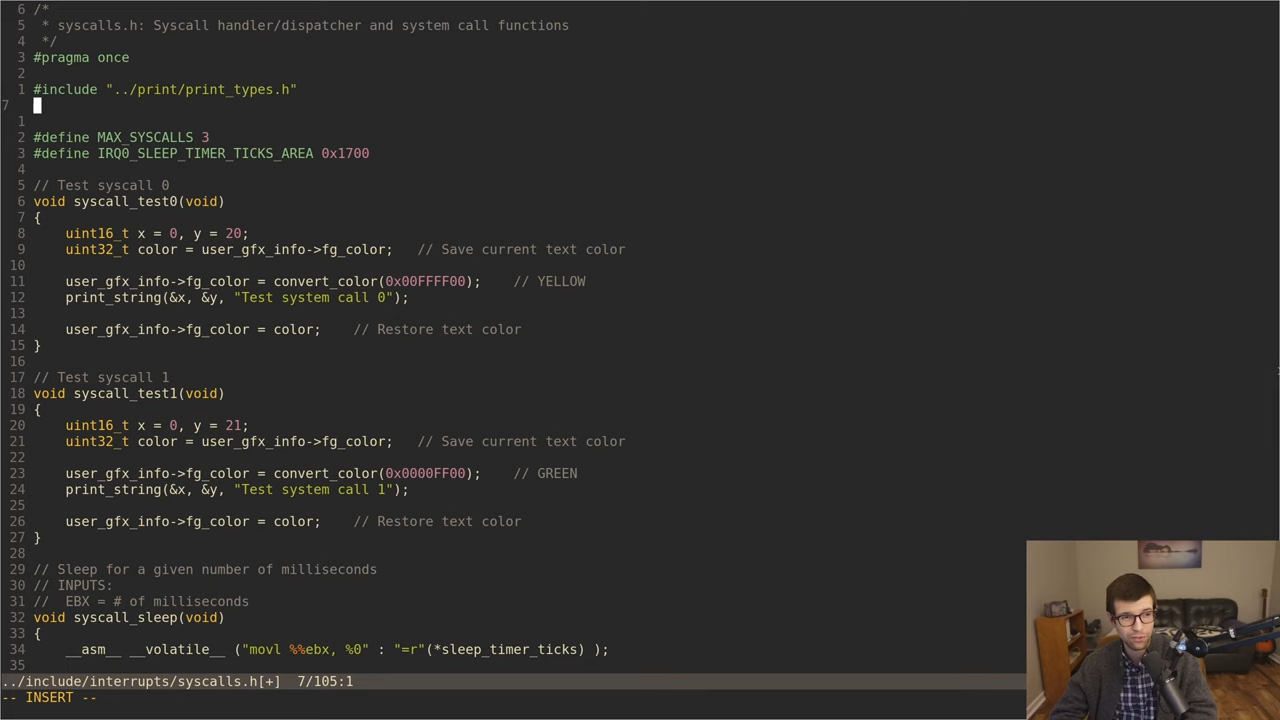 6 /*
5  * syscalls.h: Syscall handler/dispatcher and system call functions
4  */
3 #pragma once
2
1 #include "../print/print_types.h"
7
1
2 #define MAX_SYSCALLS 3
3 #define IRQ0_SLEEP_TIMER_TICKS_AREA 0x1700
4
5 // Test syscall 0
6 void syscall_test0(void)
7 {
8     uint16_t x = 0, y = 20;
9     uint32_t color = user_gfx_info->fg_color;   // Save current text color
10
11     user_gfx_info->fg_color = convert_color(0x00FFFF00);    // YELLOW
12     print_string(&x, &y, "Test system call 0");
13
14     user_gfx_info->fg_color = color;    // Restore text color
15 }
16
17 // Test syscall 1
18 void syscall_test1(void)
19 {
20     uint16_t x = 0, y = 21;
21     uint32_t color = user_gfx_info->fg_color;   // Save current text color
22
23     user_gfx_info->fg_color = convert_color(0x0000FF00);    // GREEN
24     print_string(&x, &y, "Test system call 1");
25
26     user_gfx_info->fg_color = color;    // Restore text color
27 }
28
29 // Sleep for a given number of milliseconds
30 // INPUTS:
31 //  EBX = # of milliseconds
32 void syscall_sleep(void)
33 {
34     __asm__ __volatile__ ("movl %%ebx, %0" : "=r"(*sleep_timer_ticks) );
35
../include/interrupts/syscalls.h[+]  7/105:1
-- INSERT --